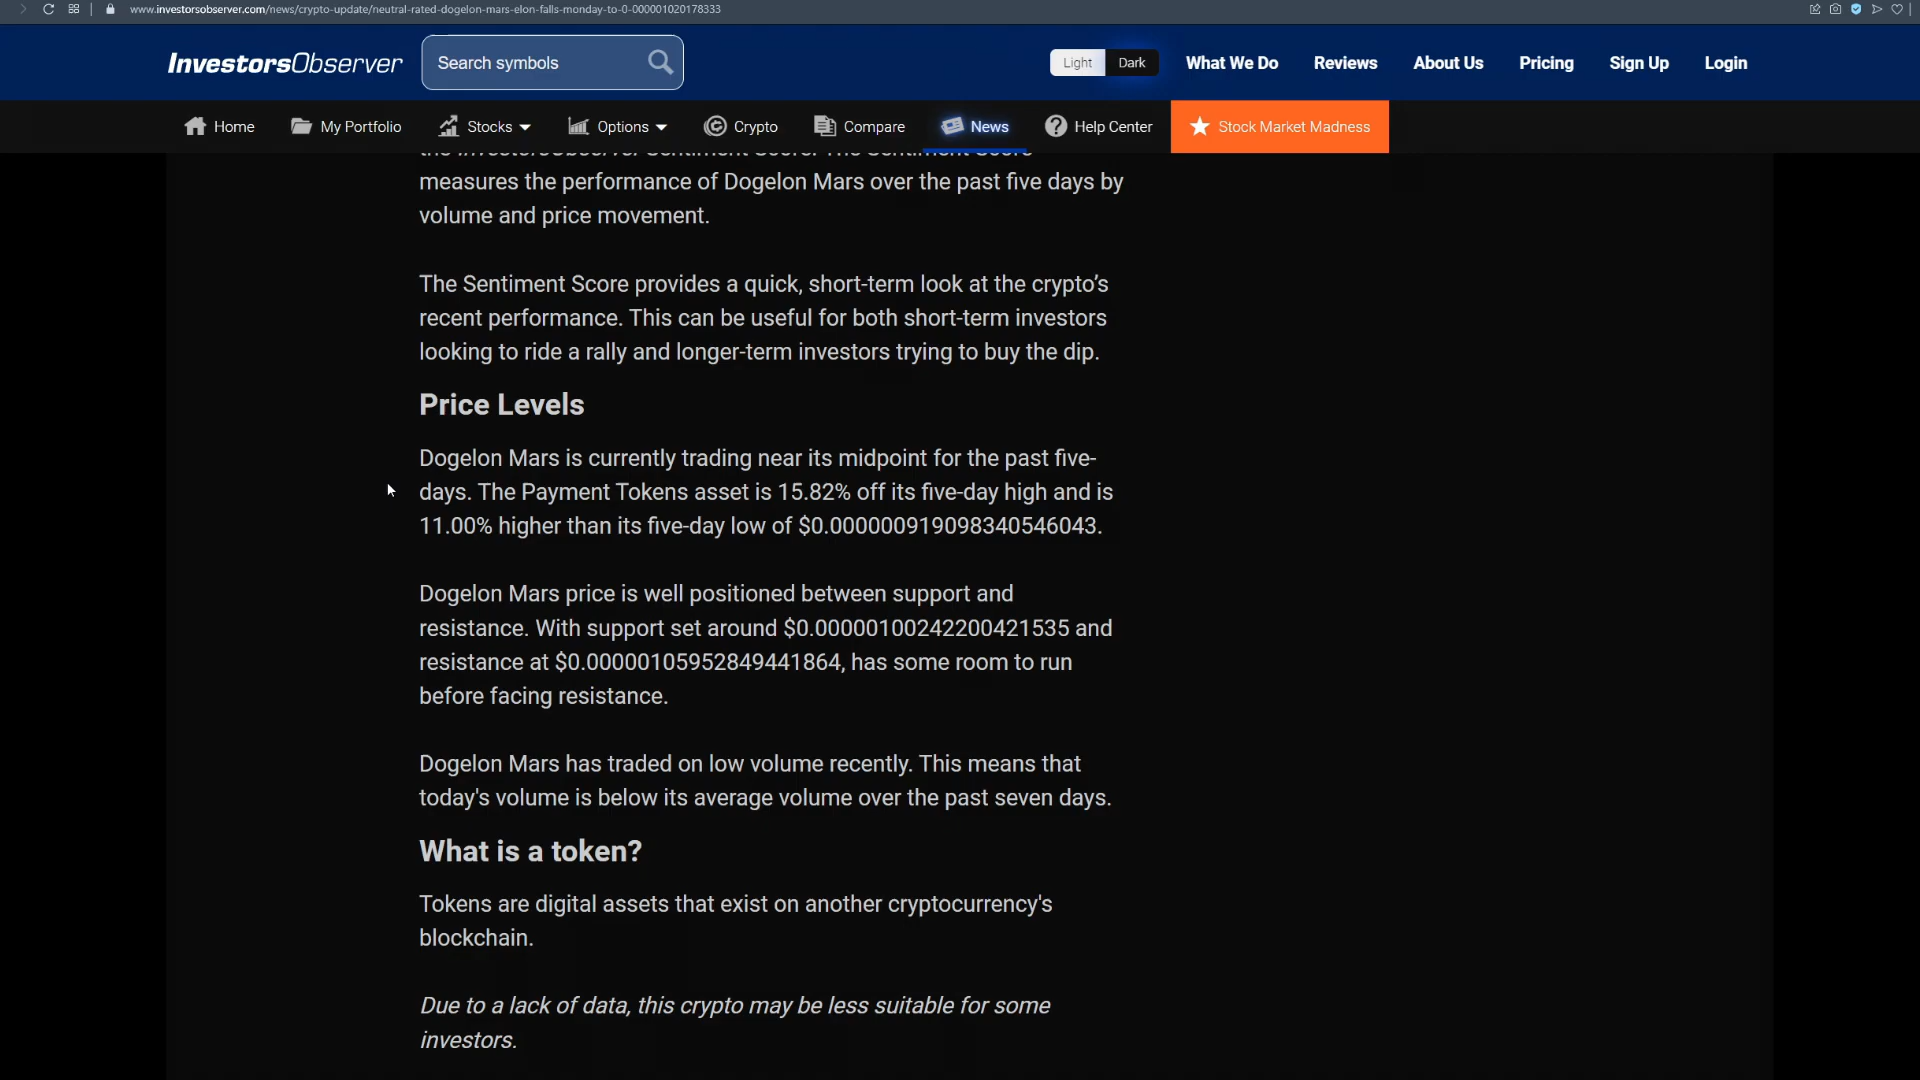 www.investorsobserver.com/news/crypto-update/neutral-rated-dogelon-mars-elon-falls-monday-to-0-000001020178333
InvestorsObserver
Search symbols
Light Dark What We Do Reviews About Us Pricing Sign Up Login
Home My Portfolio Stocks Options Crypto Compare News Help Center Stock Market Madness
the InvestorsObserver Sentiment Score. The Sentiment Score
measures the performance of Dogelon Mars over the past five days by
volume and price movement.
The Sentiment Score provides a quick, short-term look at the crypto’s
recent performance. This can be useful for both short-term investors
looking to ride a rally and longer-term investors trying to buy the dip.
Price Levels
Dogelon Mars is currently trading near its midpoint for the past five-
days. The Payment Tokens asset is 15.82% off its five-day high and is
11.00% higher than its five-day low of $0.000000919098340546043.
Dogelon Mars price is well positioned between support and
resistance. With support set around $0.00000100242200421535 and
resistance at $0.00000105952849441864, has some room to run
before facing resistance.
Dogelon Mars has traded on low volume recently. This means that
today's volume is below its average volume over the past seven days.
What is a token?
Tokens are digital assets that exist on another cryptocurrency's
blockchain.
Due to a lack of data, this crypto may be less suitable for some
investors.